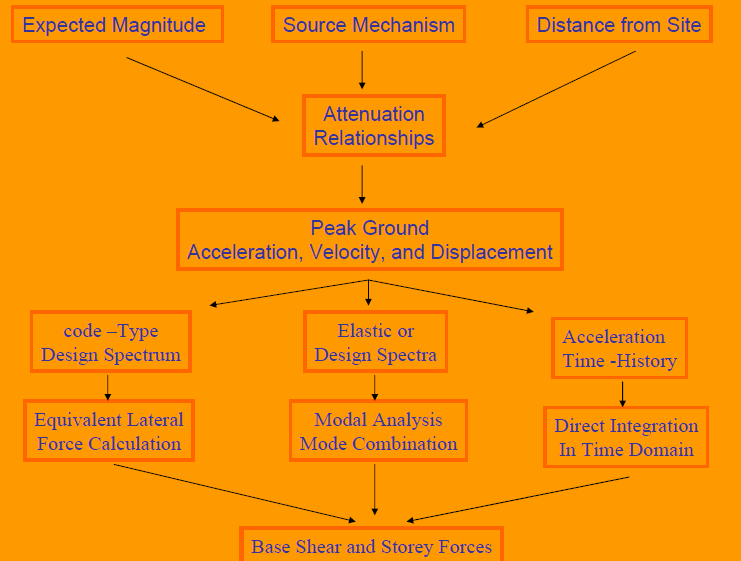 Expected Magnitude
Source Mechanism
Distance from Site
Attenuation
Relationships
Peak Ground
Acceleration, Velocity, and Displacement
code –Type
Design Spectrum
Elastic or
Design Spectra
Acceleration
Time -History
Equivalent Lateral
Force Calculation
Modal Analysis
Mode Combination
Direct Integration
In Time Domain
Base Shear and Storey Forces